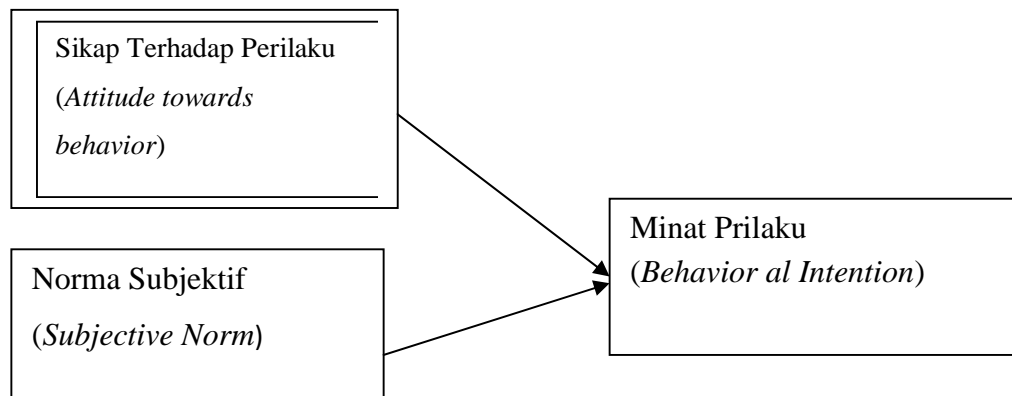 Sikap Terhadap Perilaku
(Attitude towards
behavior)
Norma Subjektif
(Subjective Norm)
Minat Prilaku
(Behavior al Intention)